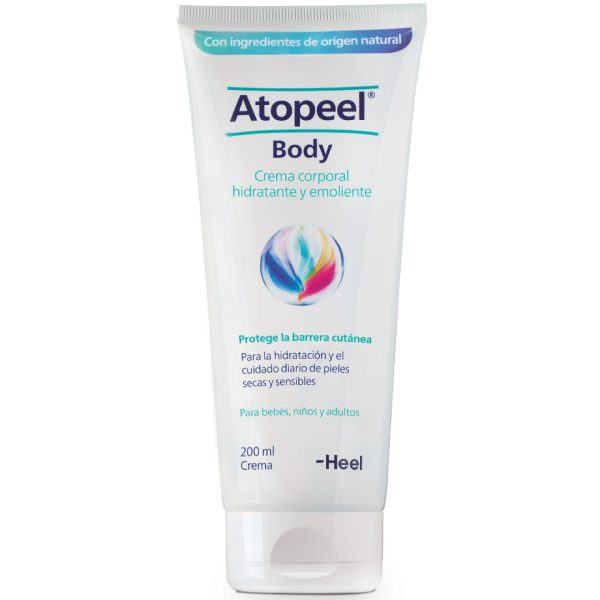 Con ingredientes de origen natural
Atopeel®
Body
Crema corporal
hidratante y emoliente
Protege la barrera cutánea
Para la hidratación y el
cuidado diario de pieles
secas y sensibles
Para bebés, niños y adultos
200 ml
Crema
-Heel